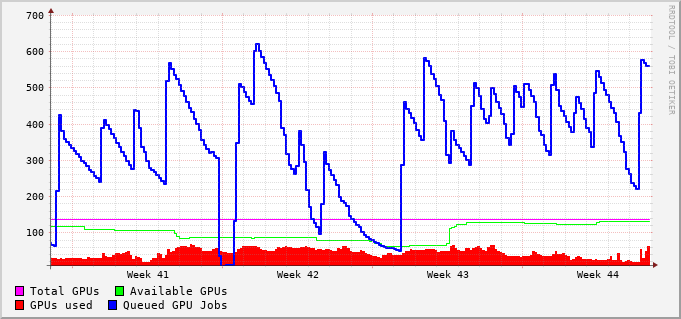 700
600
500
400
300
200
100
Week 41 Week 42 Week 43 Week 44
Total GPUs Available GPUs
GPUs used Queued GPU Jobs
RRDTOOL / TOBI OETIKER